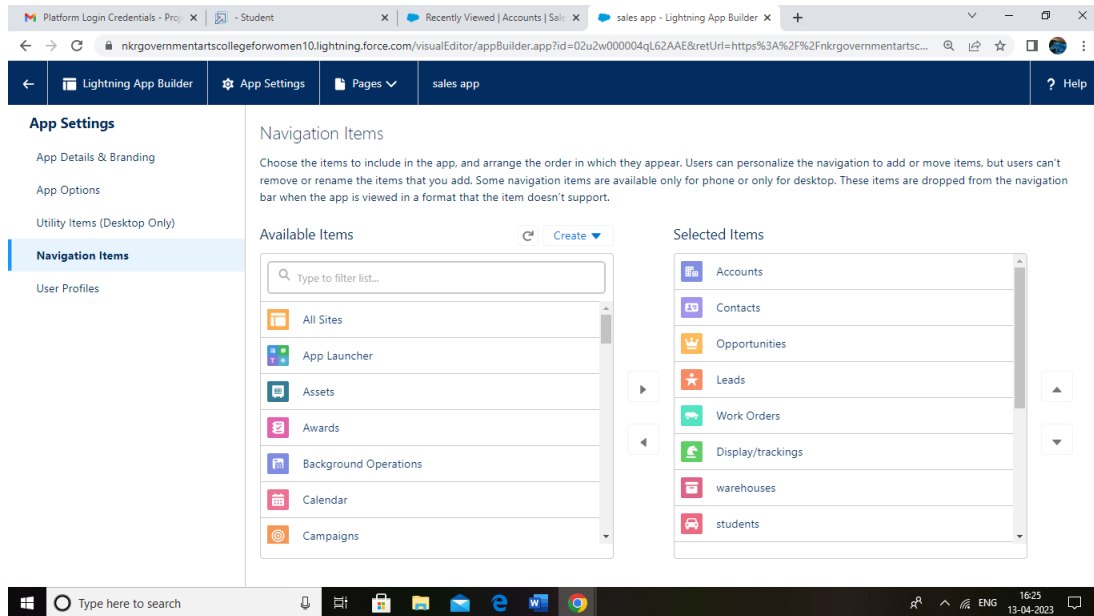 Platform Login Credentials - Proj
- Student
Recently Viewed | Accounts | Sale
sales app - Lightning App Builder
nkrgovernmentartscollegeforwomen10.lightning.force.com/visualEditor/appBuilder.app?id=02u2w000004qL62AAE&retUrl=https%3A%2F%2Fnkrgovernmentartsc...
Lightning App Builder
App Settings
Pages
sales app
? Help
App Settings
App Details & Branding
App Options
Utility Items (Desktop Only)
Navigation Items
User Profiles
Navigation Items
Choose the items to include in the app, and arrange the order in which they appear. Users can personalize the navigation to add or move items, but users can't
remove or rename the items that you add. Some navigation items are available only for phone or only for desktop. These items are dropped from the navigation
bar when the app is viewed in a format that the item doesn't support.
Available Items
Create
Type to filter list...
All Sites
App Launcher
Assets
Awards
Background Operations
Calendar
Campaigns
Selected Items
Accounts
Contacts
Opportunities
Leads
Work Orders
Display/trackings
warehouses
students
Type here to search
ENG
16:25
13-04-2023